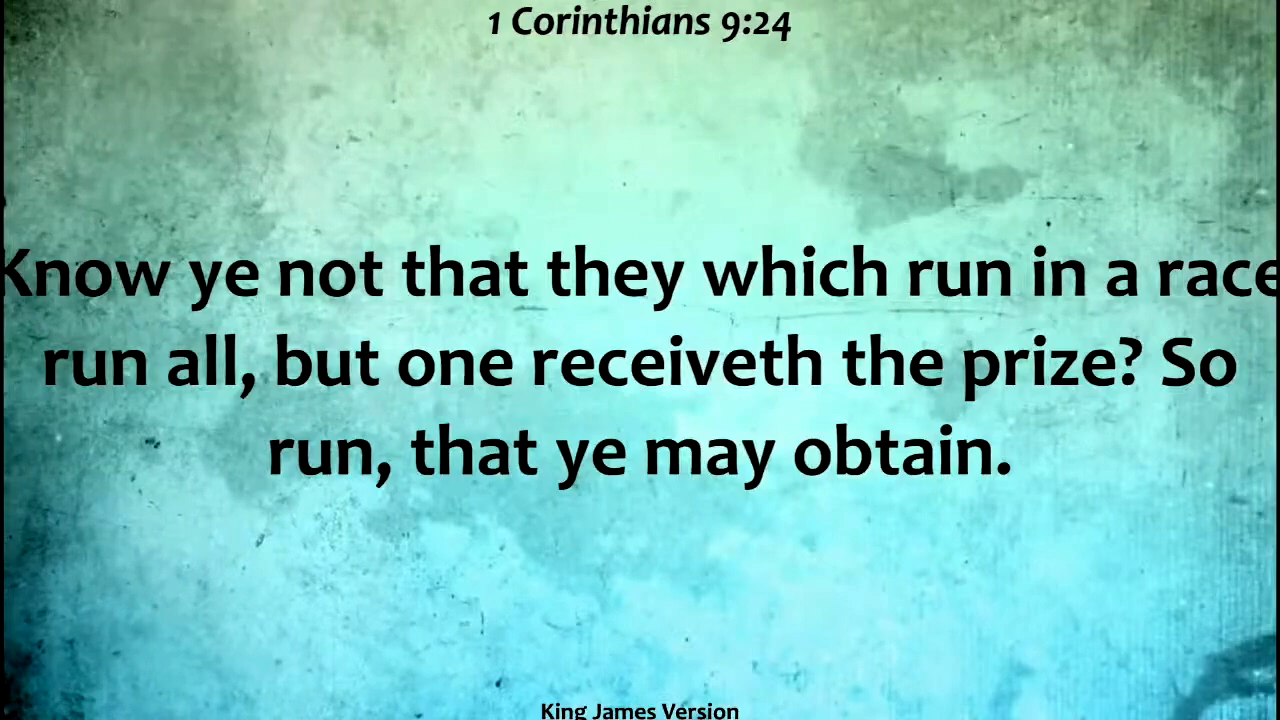 1 Corinthians 9:24
Know ye not that they which run in a race
run all, but one receiveth the prize? So
run, that ye may obtain.
King James Version